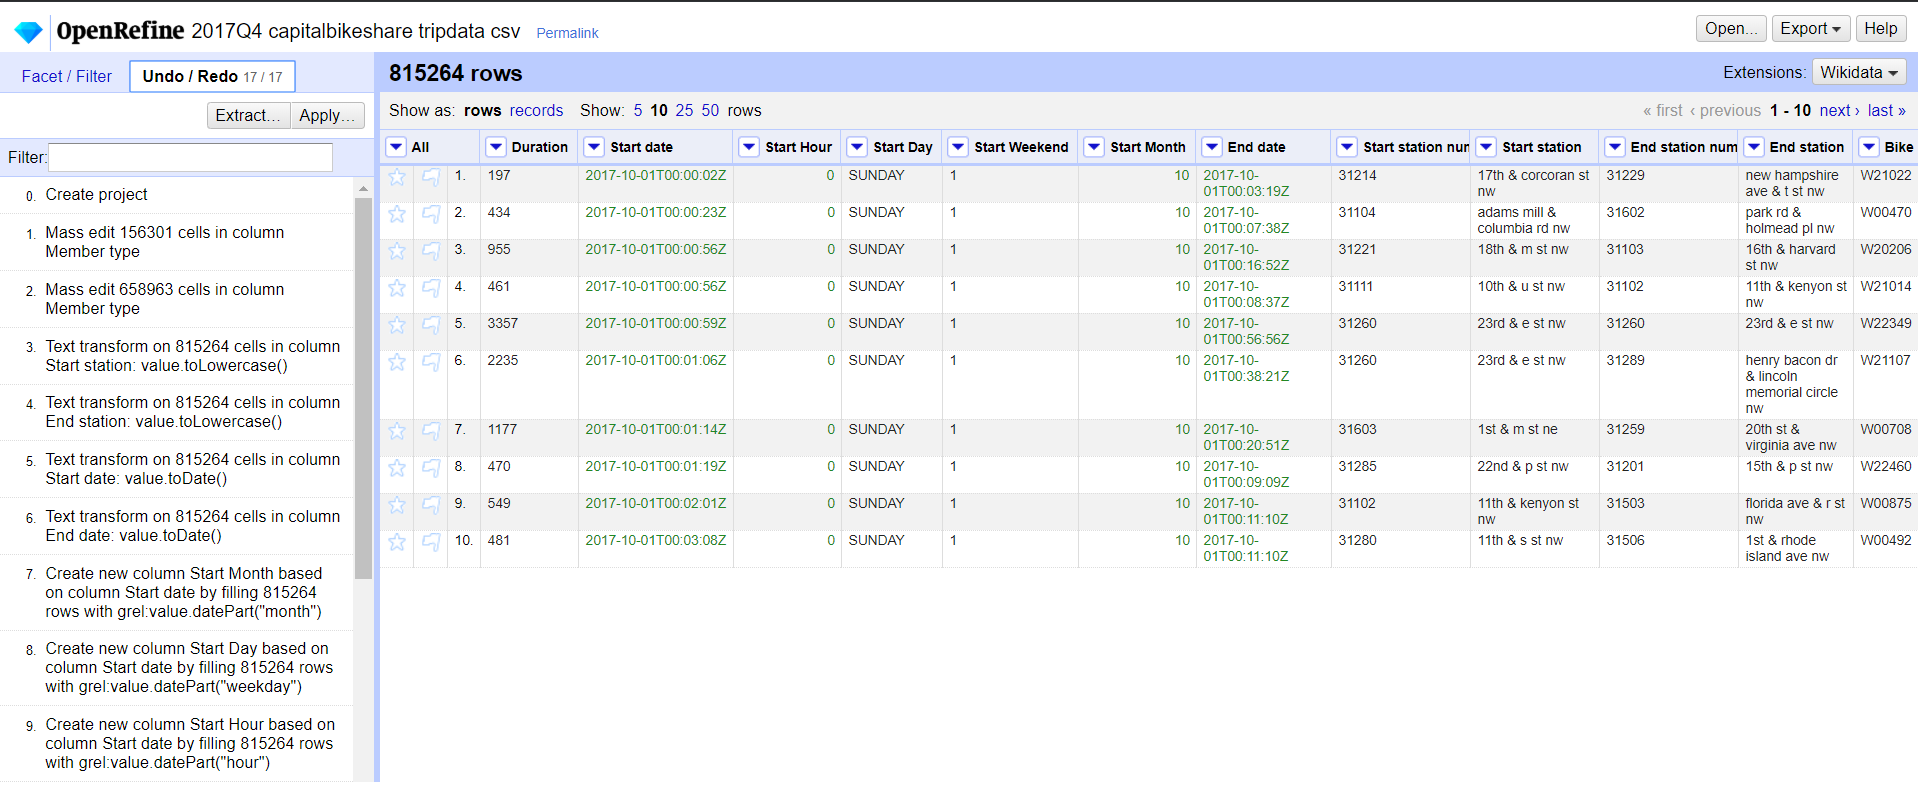 OpenRefine 2017Q4 capitalbikeshare tripdata csv Permalink Open... Export Help
Facet / Filter Undo / Redo 17 / 17
Extract... Apply...
Filter:
0. Create project
1. Mass edit 156301 cells in column
Member type
2. Mass edit 658963 cells in column
Member type
3. Text transform on 815264 cells in column
Start station: value.toLowercase()
4. Text transform on 815264 cells in column
End station: value.toLowercase()
5. Text transform on 815264 cells in column
Start date: value.toDate()
6. Text transform on 815264 cells in column
End date: value.toDate()
7. Create new column Start Month based
on column Start date by filling 815264
rows with grel:value.datePart("month")
8. Create new column Start Day based on
column Start date by filling 815264 rows
with grel:value.datePart("weekday")
9. Create new column Start Hour based on
column Start date by filling 815264 rows
with grel:value.datePart("hour")
815264 rows Extensions: Wikidata
Show as: rows records Show: 5 10 25 50 rows « first ‹ previous 1 - 10 next › last »
All Duration Start date Start Hour Start Day Start Weekend Start Month End date Start station num Start station End station num End station Bike
1. 197 2017-10-01T00:00:02Z 0 SUNDAY 1 10 2017-10- 31214 17th & corcoran st 31229 new hampshire W21022
01T00:03:19Z nw ave & t st nw
2. 434 2017-10-01T00:00:23Z 0 SUNDAY 1 10 2017-10- 31104 adams mill & 31602 park rd & W00470
01T00:07:38Z columbia rd nw holmead pl nw
3. 955 2017-10-01T00:00:56Z 0 SUNDAY 1 10 2017-10- 31221 18th & m st nw 31103 16th & harvard W20206
01T00:16:52Z st nw
4. 461 2017-10-01T00:00:56Z 0 SUNDAY 1 10 2017-10- 31111 10th & u st nw 31102 11th & kenyon st W21014
01T00:08:37Z nw
5. 3357 2017-10-01T00:00:59Z 0 SUNDAY 1 10 2017-10- 31260 23rd & e st nw 31260 23rd & e st nw W22349
01T00:56:56Z
6. 2235 2017-10-01T00:01:06Z 0 SUNDAY 1 10 2017-10- 31260 23rd & e st nw 31289 henry bacon dr W21107
01T00:38:21Z & lincoln
memorial circle
nw
7. 1177 2017-10-01T00:01:14Z 0 SUNDAY 1 10 2017-10- 31603 1st & m st ne 31259 20th st & W00708
01T00:20:51Z virginia ave nw
8. 470 2017-10-01T00:01:19Z 0 SUNDAY 1 10 2017-10- 31285 22nd & p st nw 31201 15th & p st nw W22460
01T00:09:09Z
9. 549 2017-10-01T00:02:01Z 0 SUNDAY 1 10 2017-10- 31102 11th & kenyon st 31503 florida ave & r st W00875
01T00:11:10Z nw nw
10. 481 2017-10-01T00:03:08Z 0 SUNDAY 1 10 2017-10- 31280 11th & s st nw 31506 1st & rhode W00492
01T00:11:10Z island ave nw